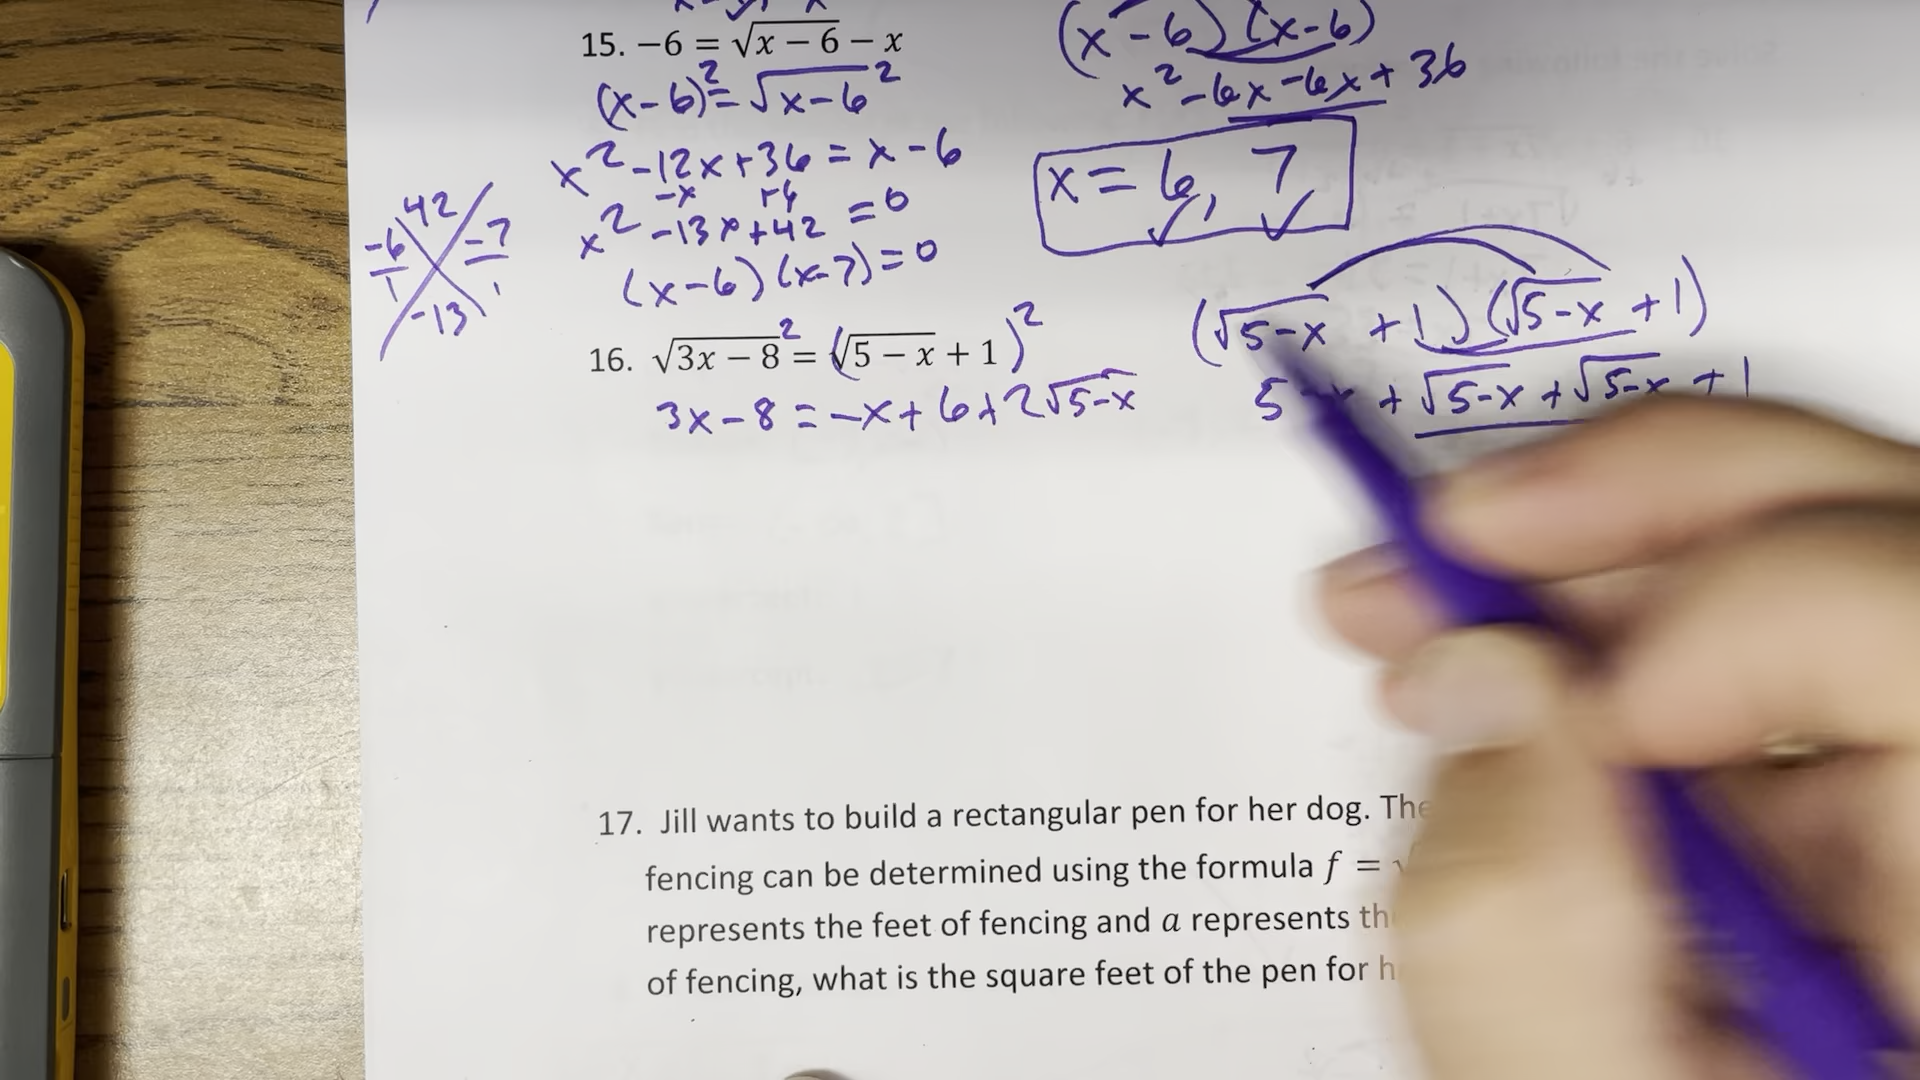 15. −6 = √(x − 6) − x
(x-6)² = √(x-6)²
x² -12x+36 = x - 6
-x +6
x² -13x+42 = 0
(x-6)(x-7)=0
42
-6 -7
1 1
-13
(x-6)(x-6)
x² -6x-6x+36
x = 6, 7
16. √(3x − 8)² = (√(5 − x) + 1)²
3x-8 = -x+6+2√(5-x)
(√(5-x) +1)(√(5-x) +1)
5-x + √(5-x) + √(5-x) + 1
17. Jill wants to build a rectangular pen for her dog. The
fencing can be determined using the formula f = √
represents the feet of fencing and a represents
of fencing, what is the square feet of the pen for